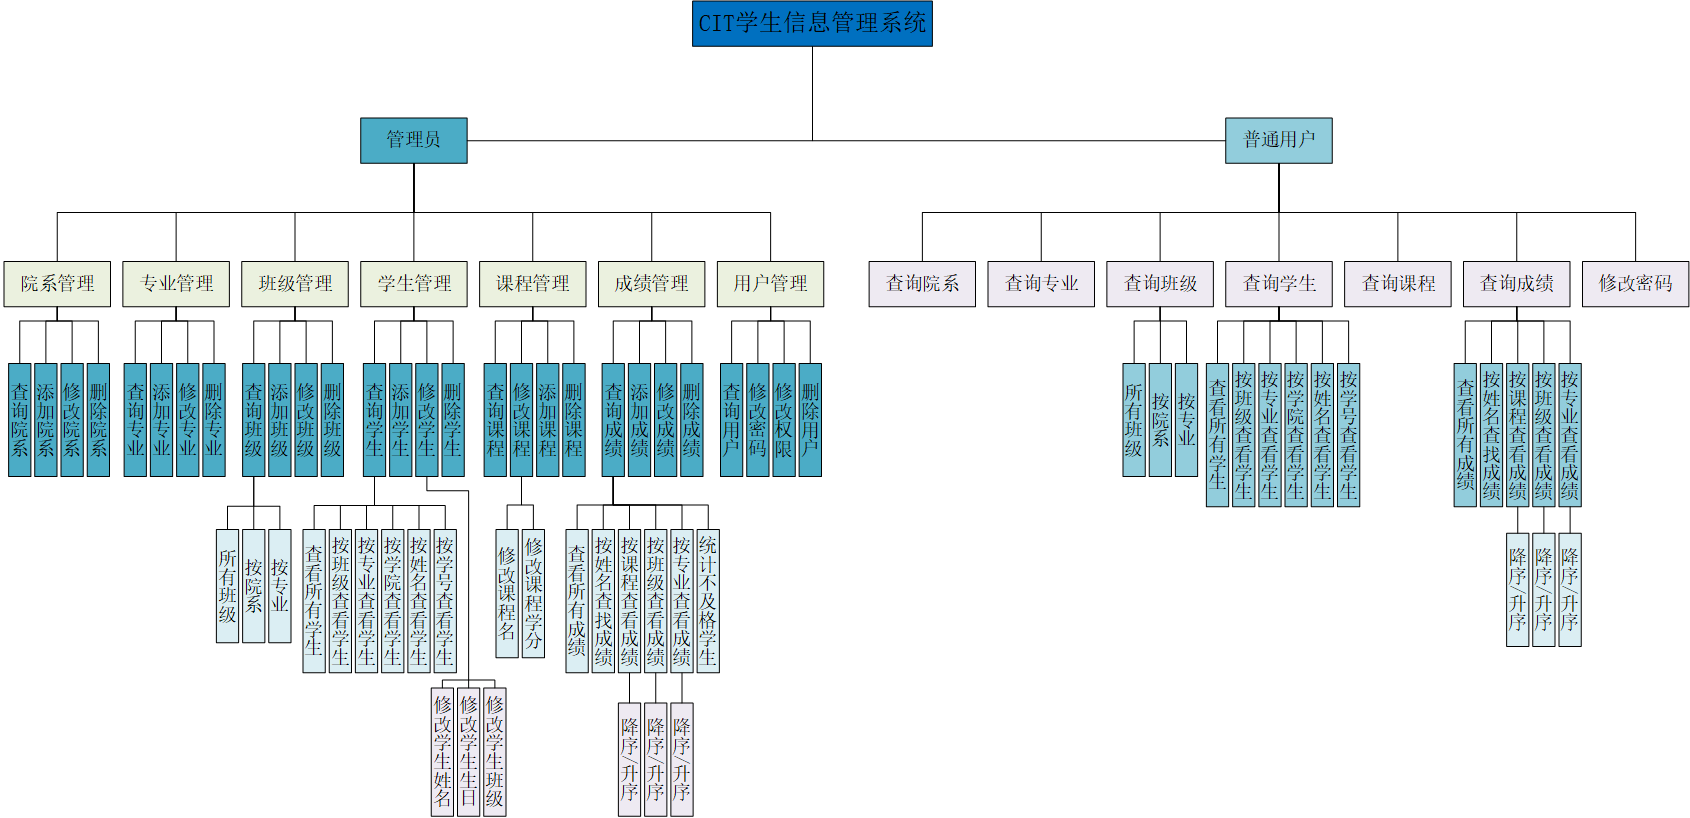 CIT学生信息管理系统
管理员
普通用户
院系管理
专业管理
班级管理
学生管理
课程管理
成绩管理
用户管理
查询院系
查询专业
查询班级
查询学生
查询课程
查询成绩
修改密码
查询院系
添加院系
修改院系
删除院系
查询专业
添加专业
修改专业
删除专业
查询班级
添加班级
修改班级
删除班级
查询学生
添加学生
修改学生
删除学生
查询课程
修改课程
添加课程
删除课程
查询成绩
添加成绩
修改成绩
删除成绩
查询用户
修改密码
修改权限
删除用户
所有班级
按院系
按专业
查看所有学生
按班级查看学生
按专业查看学生
按学院查看学生
按姓名查看学生
按学号查看学生
查看所有成绩
按姓名查找成绩
按课程查看成绩
按班级查看成绩
按专业查看成绩
所有班级
按院系
按专业
查看所有学生
按班级查看学生
按专业查看学生
按学院查看学生
按姓名查看学生
按学号查看学生
修改课程名
修改课程学分
查看所有成绩
按姓名查找成绩
按课程查看成绩
按班级查看成绩
按专业查看成绩
统计不及格学生
降序/升序
降序/升序
降序/升序
修改学生姓名
修改学生生日
修改学生班级
降序/升序
降序/升序
降序/升序